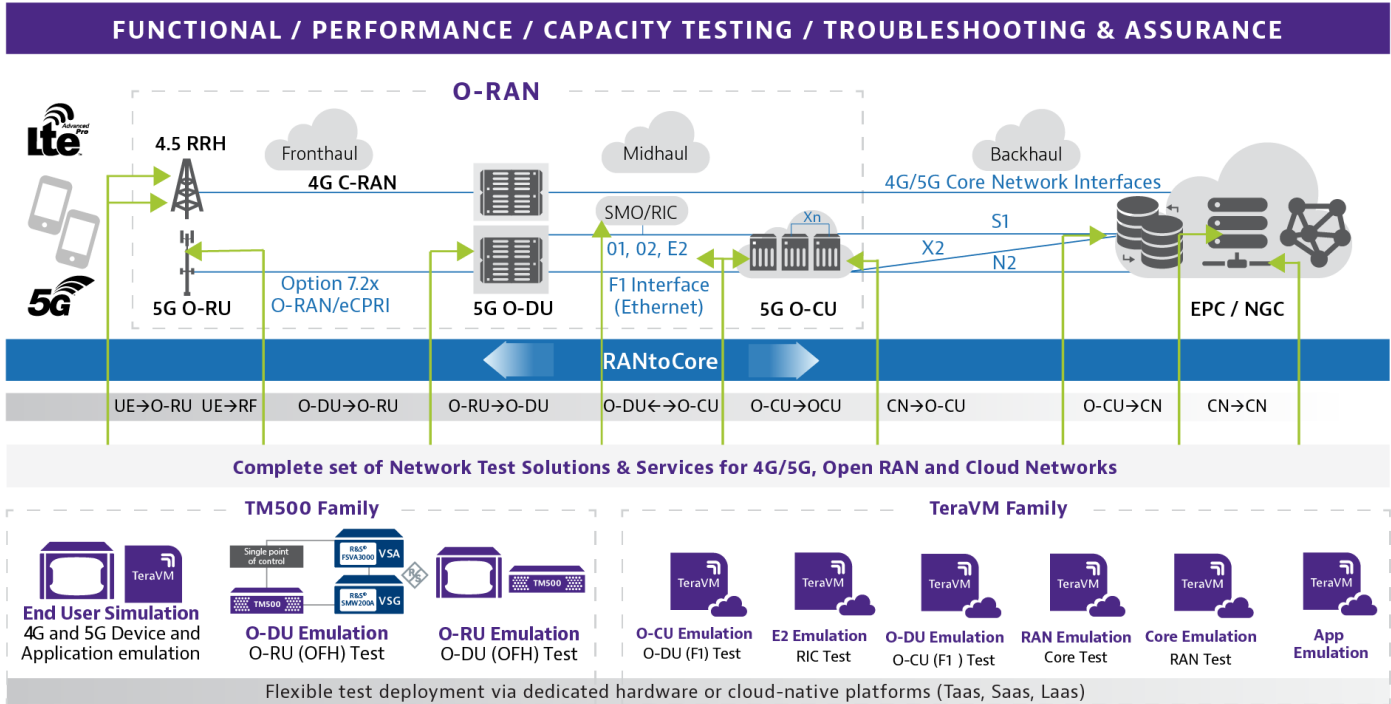 FUNCTIONAL / PERFORMANCE / CAPACITY TESTING / TROUBLESHOOTING & ASSURANCE
O-RAN
Lte Advanced Pro
4.5 RRH
Fronthaul
Midhaul
Backhaul
4G C-RAN
4G/5G Core Network Interfaces
SMO/RIC
Xn
S1
01, 02, E2
X2
N2
5G
Option 7.2x
O-RAN/eCPRI
F1 Interface
(Ethernet)
5G O-RU
5G O-DU
5G O-CU
EPC / NGC
RANtoCore
UE→O-RU UE→RF O-DU→O-RU O-RU→O-DU O-DU←→O-CU O-CU→OCU CN→O-CU O-CU→CN CN→CN
Complete set of Network Test Solutions & Services for 4G/5G, Open RAN and Cloud Networks
TM500 Family
TeraVM
End User Simulation
4G and 5G Device and
Application emulation
Single point
of control
R&S®
FSVA3000
VSA
TM500
R&S®
SMW200A
VSG
R&S
O-DU Emulation
O-RU (OFH) Test
TM500
O-RU Emulation
O-DU (OFH) Test
TeraVM Family
TeraVM
O-CU Emulation
O-DU (F1) Test
TeraVM
E2 Emulation
RIC Test
TeraVM
O-DU Emulation
O-CU (F1 ) Test
TeraVM
RAN Emulation
Core Test
TeraVM
Core Emulation
RAN Test
TeraVM
App
Emulation
Flexible test deployment via dedicated hardware or cloud-native platforms (Taas, Saas, Laas)